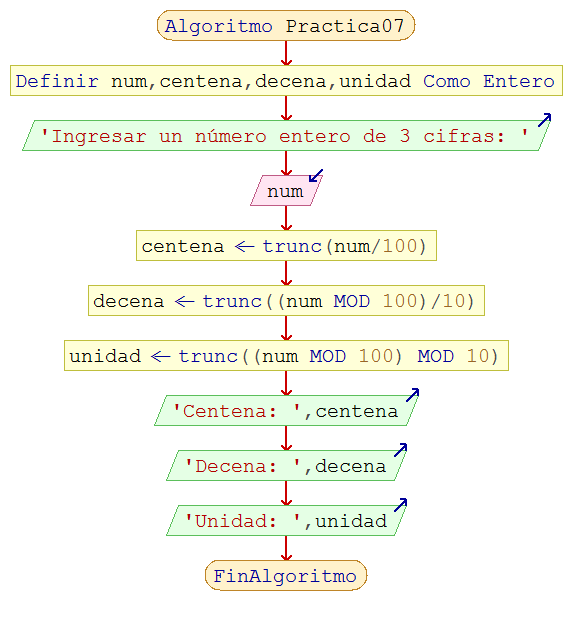 Algoritmo Practica07
Definir num,centena,decena,unidad Como Entero
'Ingresar un número entero de 3 cifras: '
num
centena ← trunc(num/100)
decena ← trunc((num MOD 100)/10)
unidad ← trunc((num MOD 100) MOD 10)
'Centena: ',centena
'Decena: ',decena
'Unidad: ',unidad
FinAlgoritmo